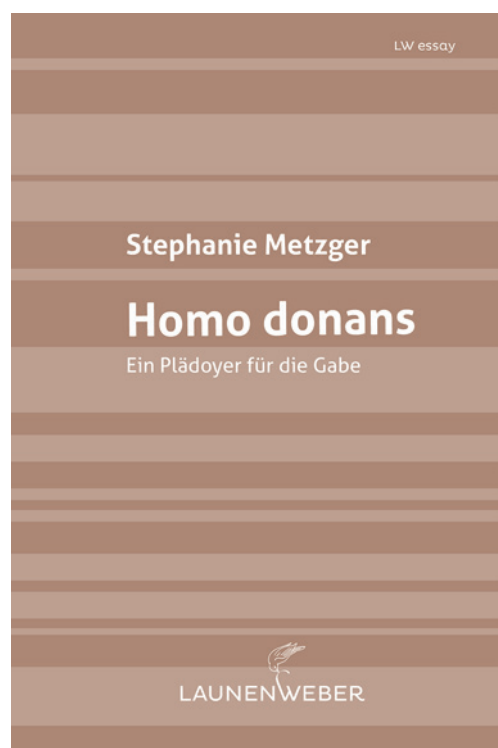 LW essay
Stephanie Metzger
Homo donans
Ein Plädoyer für die Gabe
LAUNENWEBER